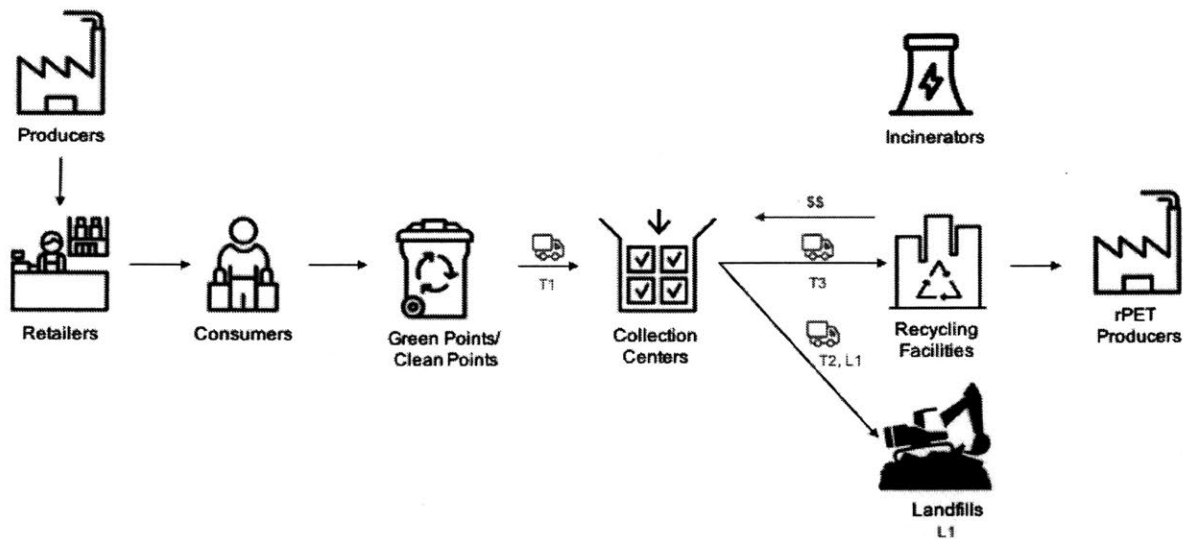 Producers
Incinerators
$$
T1
T3
Retailers
Consumers
Green Points/
Clean Points
Collection
Centers
T2, L1
Recycling
Facilities
rPET
Producers
Landfills
L1